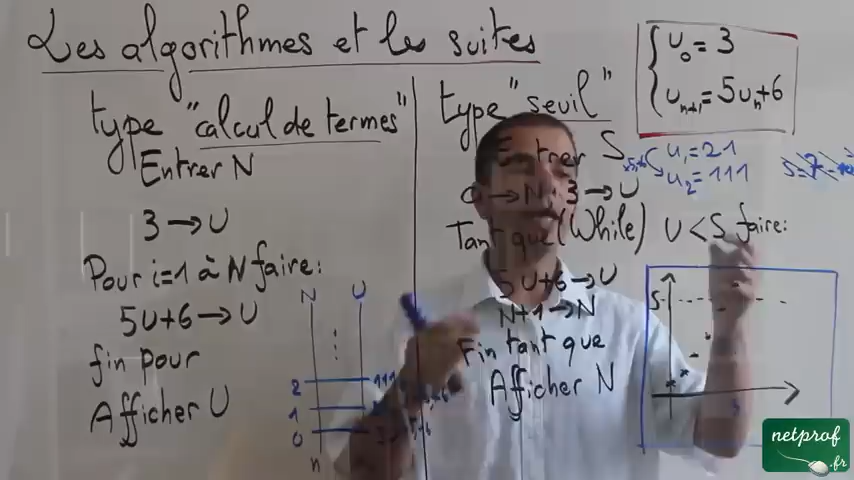 Les algorithmes et les suites
type "calcul de termes"
Entrer N
3 → U
Pour i=1 à N faire:
5U+6 → U
fin pour
Afficher U
N U
2 111
1
0
n
type "seuil"
Entrer S
0 → N 3 → U
Tant que (While) U < S faire:
5U+6 → U
N+1 → N
Fin tant que
Afficher N
U₀ = 3
Uₙ₊₁ = 5Uₙ+6
U₁ = 21
U₂ = 111
S
netprof
.fr